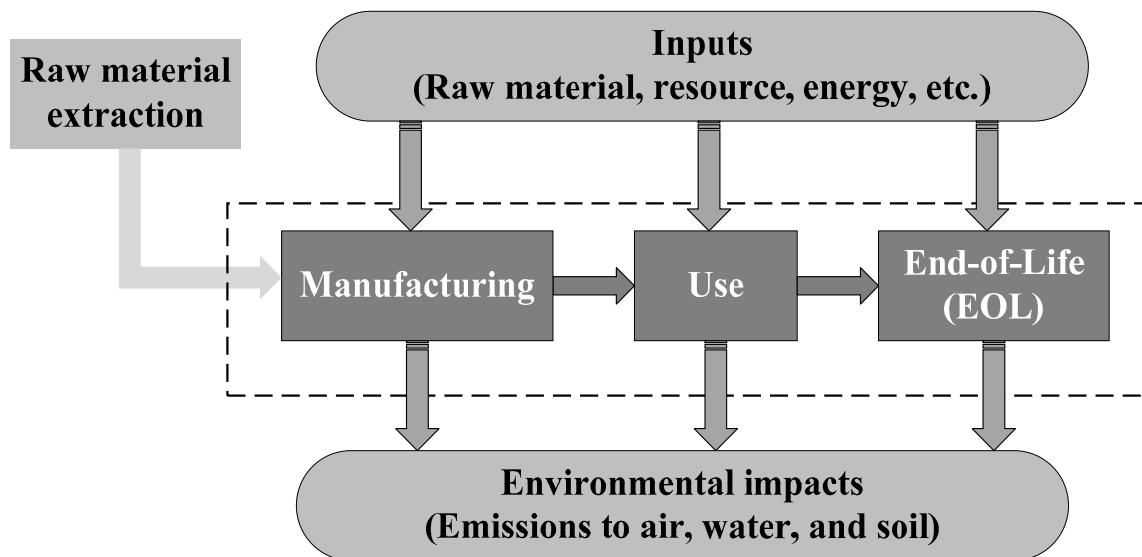 Inputs
(Raw material, resource, energy, etc.)
Raw material
extraction
Manufacturing
Use
End-of-Life
(EOL)
Environmental impacts
(Emissions to air, water, and soil)